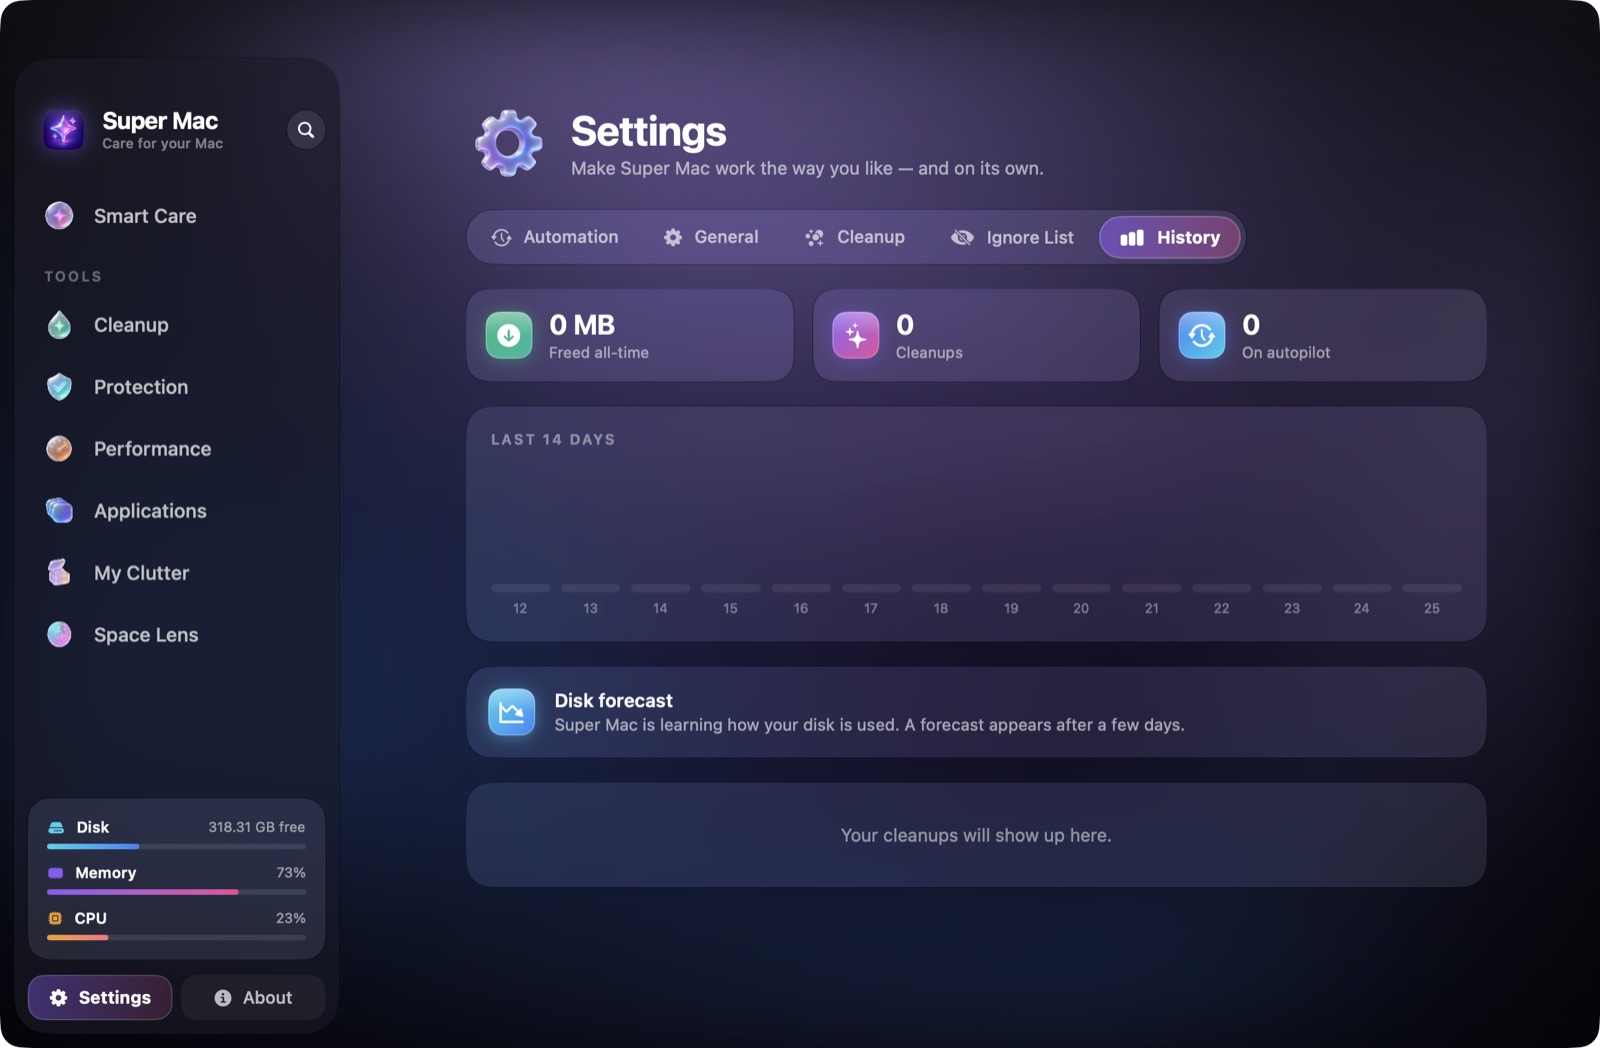 Super Mac
Care for your Mac
Smart Care
TOOLS
Cleanup
Protection
Performance
Applications
My Clutter
Space Lens
Disk 318.31 GB free
Memory 73%
CPU 23%
Settings
About
Settings
Make Super Mac work the way you like — and on its own.
Automation General Cleanup Ignore List History
0 MB
Freed all-time
0
Cleanups
0
On autopilot
LAST 14 DAYS
12 13 14 15 16 17 18 19 20 21 22 23 24 25
Disk forecast
Super Mac is learning how your disk is used. A forecast appears after a few days.
Your cleanups will show up here.